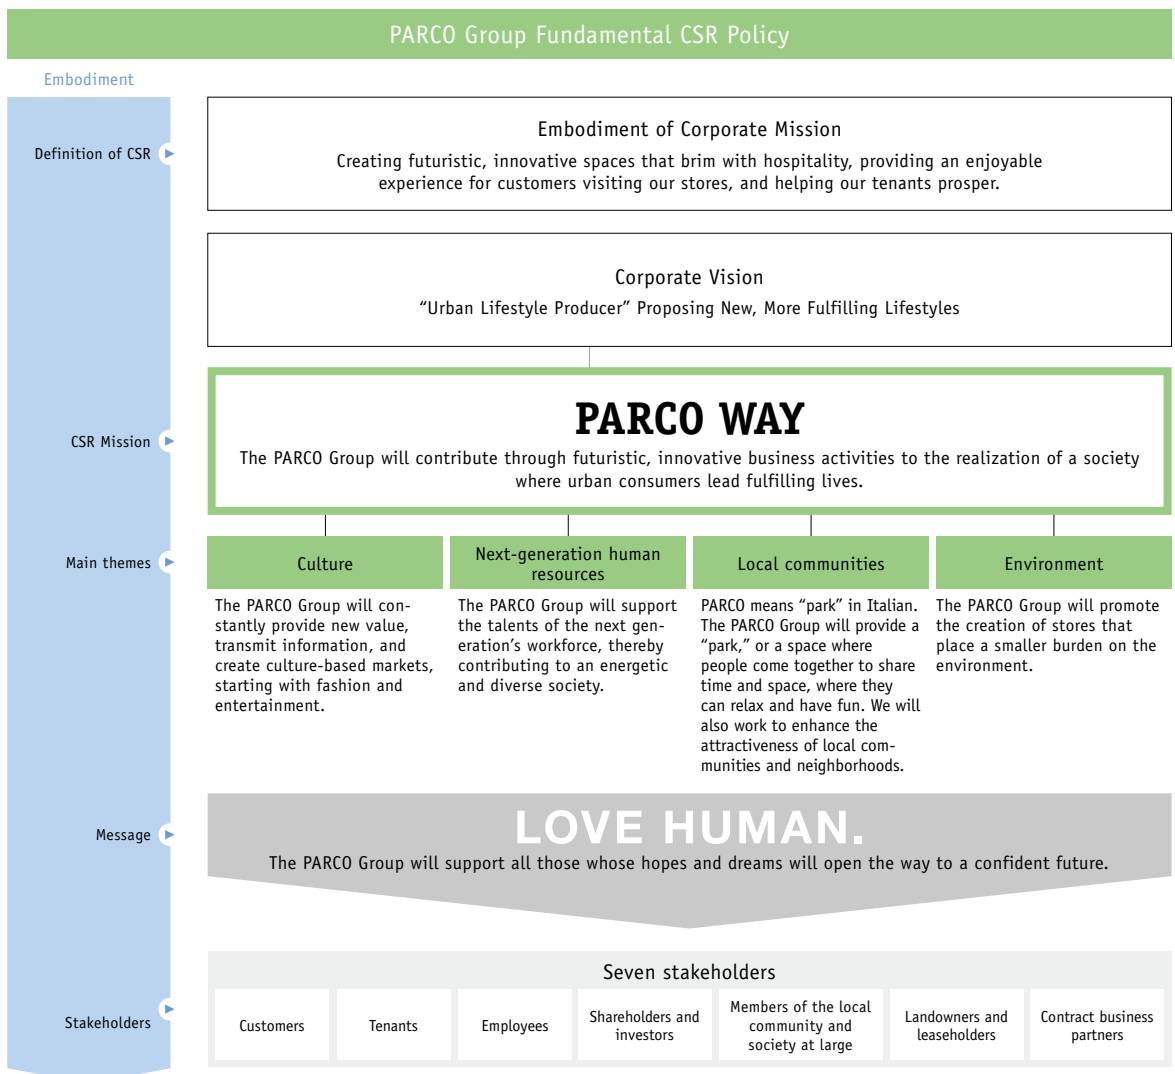 PARCO Group Fundamental CSR Policy
Embodiment
Definition of CSR
Embodiment of Corporate Mission
Creating futuristic, innovative spaces that brim with hospitality, providing an enjoyable
experience for customers visiting our stores, and helping our tenants prosper.
Corporate Vision
“Urban Lifestyle Producer” Proposing New, More Fulfilling Lifestyles
CSR Mission
PARCO WAY
The PARCO Group will contribute through futuristic, innovative business activities to the realization of a society
where urban consumers lead fulfilling lives.
Main themes
Culture
The PARCO Group will con-
stantly provide new value,
transmit information, and
create culture-based markets,
starting with fashion and
entertainment.
Next-generation human
resources
The PARCO Group will support
the talents of the next gen-
eration's workforce, thereby
contributing to an energetic
and diverse society.
Local communities
PARCO means “park” in Italian.
The PARCO Group will provide a
“park,” or a space where
people come together to share
time and space, where they
can relax and have fun. We will
also work to enhance the
attractiveness of local com-
munities and neighborhoods.
Environment
The PARCO Group will promote
the creation of stores that
place a smaller burden on the
environment.
Message
LOVE HUMAN.
The PARCO Group will support all those whose hopes and dreams will open the way to a confident future.
Stakeholders
Seven stakeholders
Customers
Tenants
Employees
Shareholders and
investors
Members of the local
community and
society at large
Landowners and
leaseholders
Contract business
partners